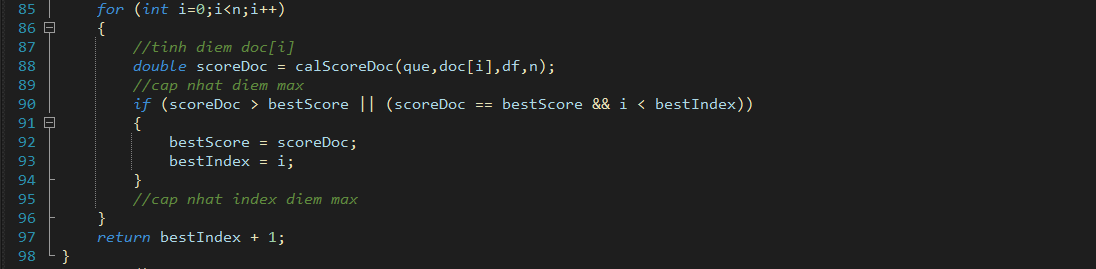 85 for (int i=0;i<n;i++)
86 {
87 //tinh diem doc[i]
88 double scoreDoc = calScoreDoc(que,doc[i],df,n);
89 //cap nhat diem max
90 if (scoreDoc > bestScore || (scoreDoc == bestScore && i < bestIndex))
91 {
92 bestScore = scoreDoc;
93 bestIndex = i;
94 }
95 //cap nhat index diem max
96 }
97 return bestIndex + 1;
98 }